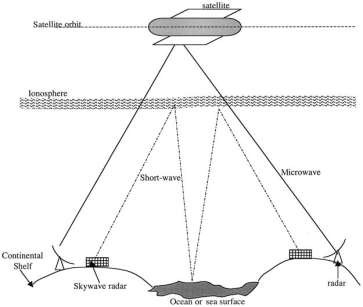 satellite
Satellite orbit
Ionosphere
Short-wave
Microwave
Continental
Shelf
Skywave radar
radar
Ocean or sea surface